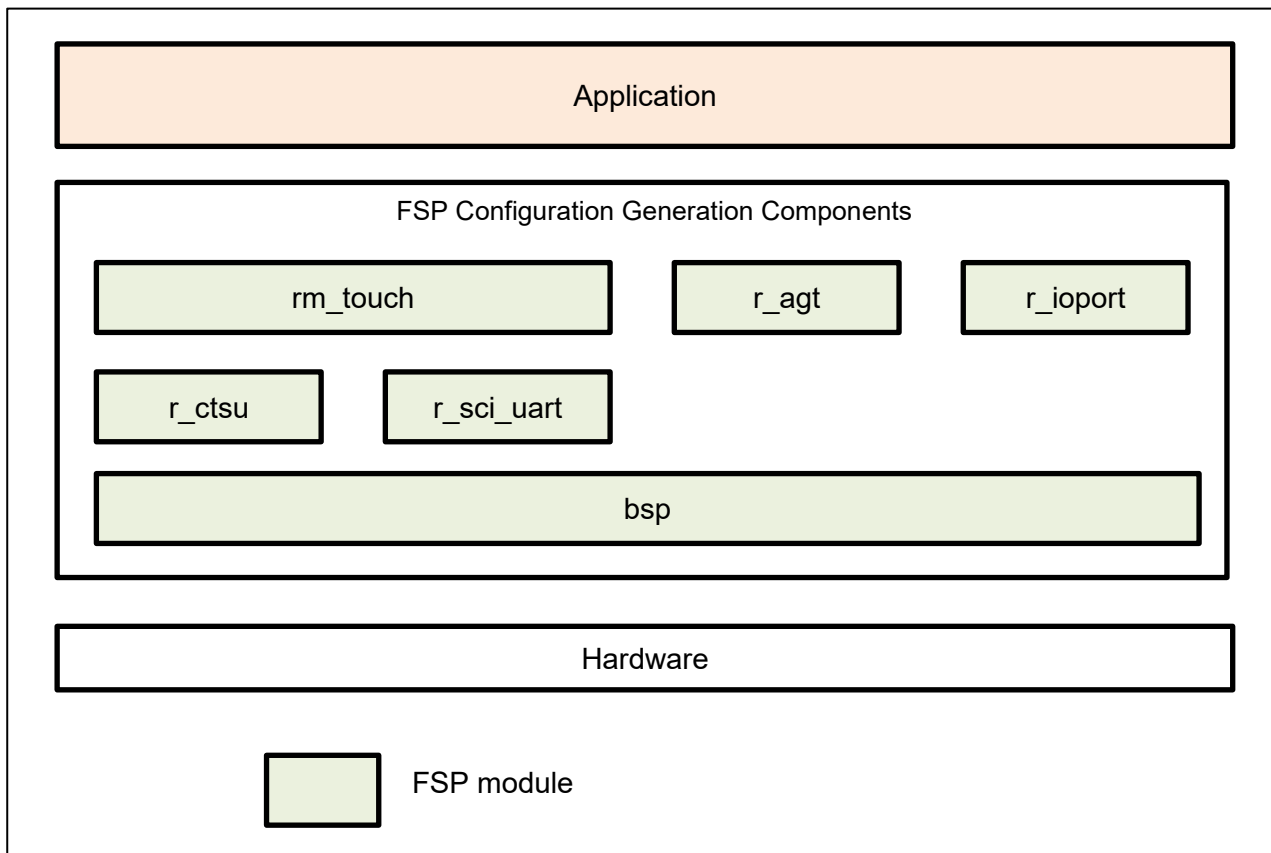 Application
FSP Configuration Generation Components
rm_touch
r_agt
r_ioport
r_ctsu
r_sci_uart
bsp
Hardware
FSP module